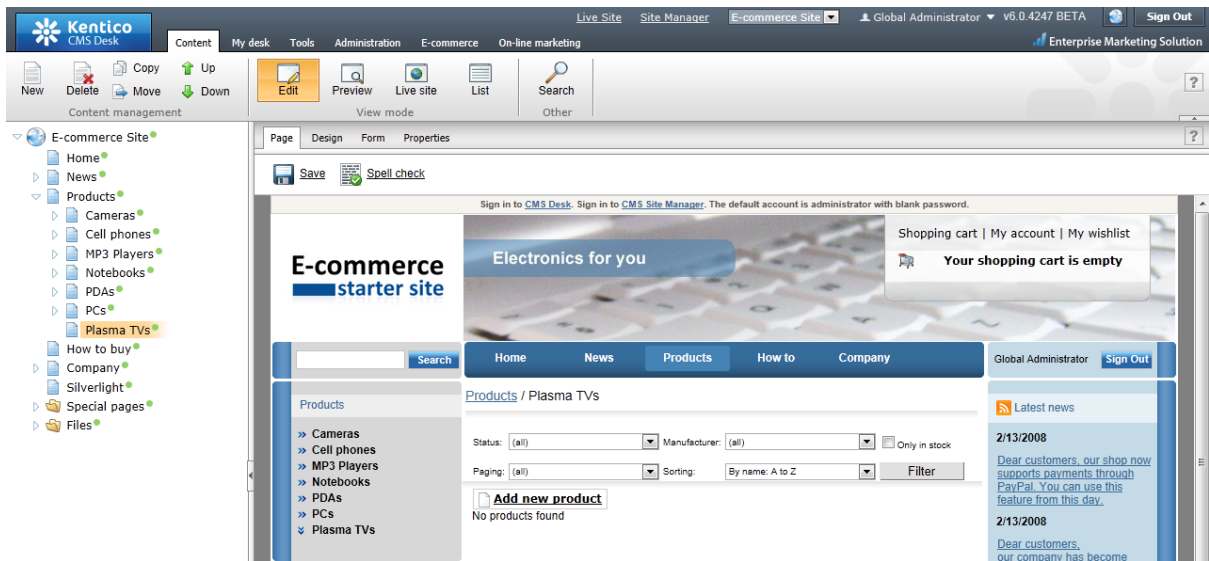 Live Site Site Manager E-commerce Site Global Administrator v6.0.4247 BETA Sign Out
Kentico
CMS Desk
Content My desk Tools Administration E-commerce On-line marketing
Enterprise Marketing Solution
New Delete Copy Move Up Down
Content management
Edit Preview Live site List
View mode
Search
Other
?
E-commerce Site
Home
News
Products
Cameras
Cell phones
MP3 Players
Notebooks
PDAs
PCs
Plasma TVs
How to buy
Company
Silverlight
Special pages
Files
Page Design Form Properties
?
Save Spell check
Sign in to CMS Desk. Sign in to CMS Site Manager. The default account is administrator with blank password.
E-commerce
starter site
Electronics for you
Shopping cart | My account | My wishlist
Your shopping cart is empty
Search
Home News Products How to Company
Global Administrator Sign Out
Products
» Cameras
» Cell phones
» MP3 Players
» Notebooks
» PDAs
» PCs
Plasma TVs
Products / Plasma TVs
Status: (all) Manufacturer: (all) Only in stock
Paging: (all) Sorting: By name: A to Z Filter
Add new product
No products found
Latest news
2/13/2008
Dear customers, our shop now
supports payments through
PayPal. You can use this
feature from this day.
2/13/2008
Dear customers,
our company has become